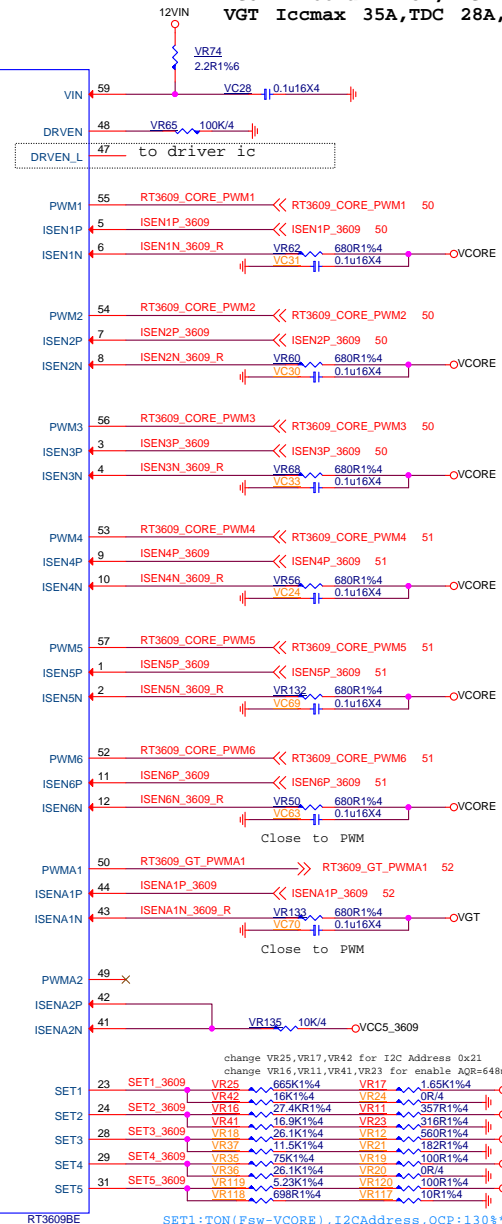 VGT Iccmax 35A,TDC 28A,
12VIN
VR74
2.2R1%6
VIN 59 VC28 0.1u16X4
DRVEN 48 VR65 100K/4
DRVEN_L 47 to driver ic
PWM1 55 RT3609_CORE_PWM1 RT3609_CORE_PWM1 50
ISEN1P 5 ISEN1P_3609 ISEN1P_3609 50
ISEN1N 6 ISEN1N_3609_R VR62 680R1%4 VCORE
VC31 0.1u16X4
PWM2 54 RT3609_CORE_PWM2 RT3609_CORE_PWM2 50
ISEN2P 7 ISEN2P_3609 ISEN2P_3609 50
ISEN2N 8 ISEN2N_3609_R VR60 680R1%4 VCORE
VC30 0.1u16X4
PWM3 56 RT3609_CORE_PWM3 RT3609_CORE_PWM3 50
ISEN3P 3 ISEN3P_3609 ISEN3P_3609 50
ISEN3N 4 ISEN3N_3609_R VR68 680R1%4 VCORE
VC33 0.1u16X4
PWM4 53 RT3609_CORE_PWM4 RT3609_CORE_PWM4 51
ISEN4P 9 ISEN4P_3609 ISEN4P_3609 51
ISEN4N 10 ISEN4N_3609_R VR56 680R1%4 VCORE
VC24 0.1u16X4
PWM5 57 RT3609_CORE_PWM5 RT3609_CORE_PWM5 51
ISEN5P 1 ISEN5P_3609 ISEN5P_3609 51
ISEN5N 2 ISEN5N_3609_R VR132 680R1%4 VCORE
VC69 0.1u16X4
PWM6 52 RT3609_CORE_PWM6 RT3609_CORE_PWM6 51
ISEN6P 11 ISEN6P_3609 ISEN6P_3609 51
ISEN6N 12 ISEN6N_3609_R VR50 680R1%4 VCORE
VC63 0.1u16X4
Close to PWM
PWMA1 50 RT3609_GT_PWMA1 RT3609_GT_PWMA1 52
ISENA1P 44 ISENA1P_3609 ISENA1P_3609 52
ISENA1N 43 ISENA1N_3609_R VR133 680R1%4 VGT
VC70 0.1u16X4
Close to PWM
PWMA2 49
ISENA2P 42
ISENA2N 41 VR135 10K/4 VCC5_3609
change VR25,VR17,VR42 for I2C Address 0x21
change VR16,VR11,VR41,VR23 for enable AQR=648
SET1 23 SET1_3609 VR25 665K1%4 VR17 1.65K1%4
VR42 16K1%4 VR24 0R/4
SET2 24 SET2_3609 VR16 27.4KR1%4 VR11 357R1%4
VR41 16.9K1%4 VR23 316R1%4
SET3 28 SET3_3609 VR18 26.1K1%4 VR12 560R1%4
VR37 11.5K1%4 VR21 182R1%4
SET4 29 SET4_3609 VR35 75K1%4 VR19 100R1%4
VR36 26.1K1%4 VR20 0R/4
SET5 31 SET5_3609 VR119 5.23K1%4 VR120 100R1%4
VR118 698R1%4 VR117 10R1%4
RT3609BE
SET1:TON(Fsw-VCORE).I2CAddress.OCP:130%